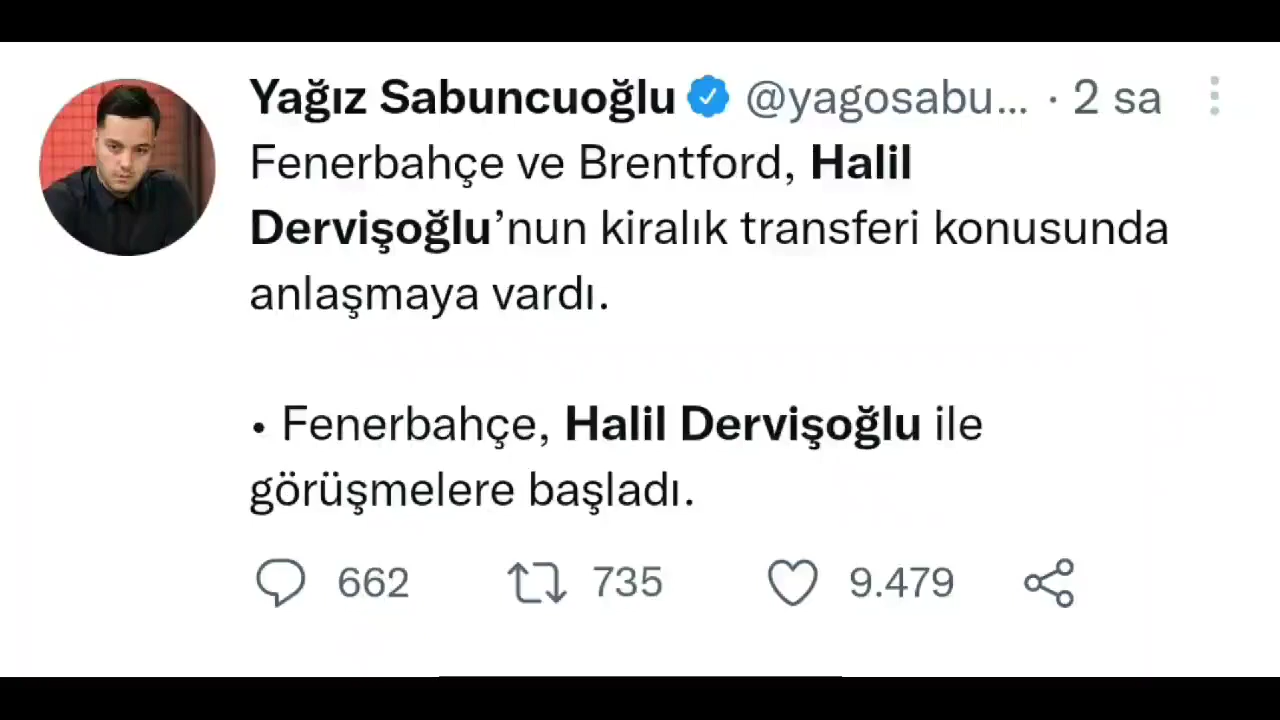 Yağız Sabuncuoğlu @yagosabu... · 2 sa
Fenerbahçe ve Brentford, Halil
Dervişoğlu’nun kiralık transferi konusunda
anlaşmaya vardı.
• Fenerbahçe, Halil Dervişoğlu ile
görüşmelere başladı.
662 735 9.479